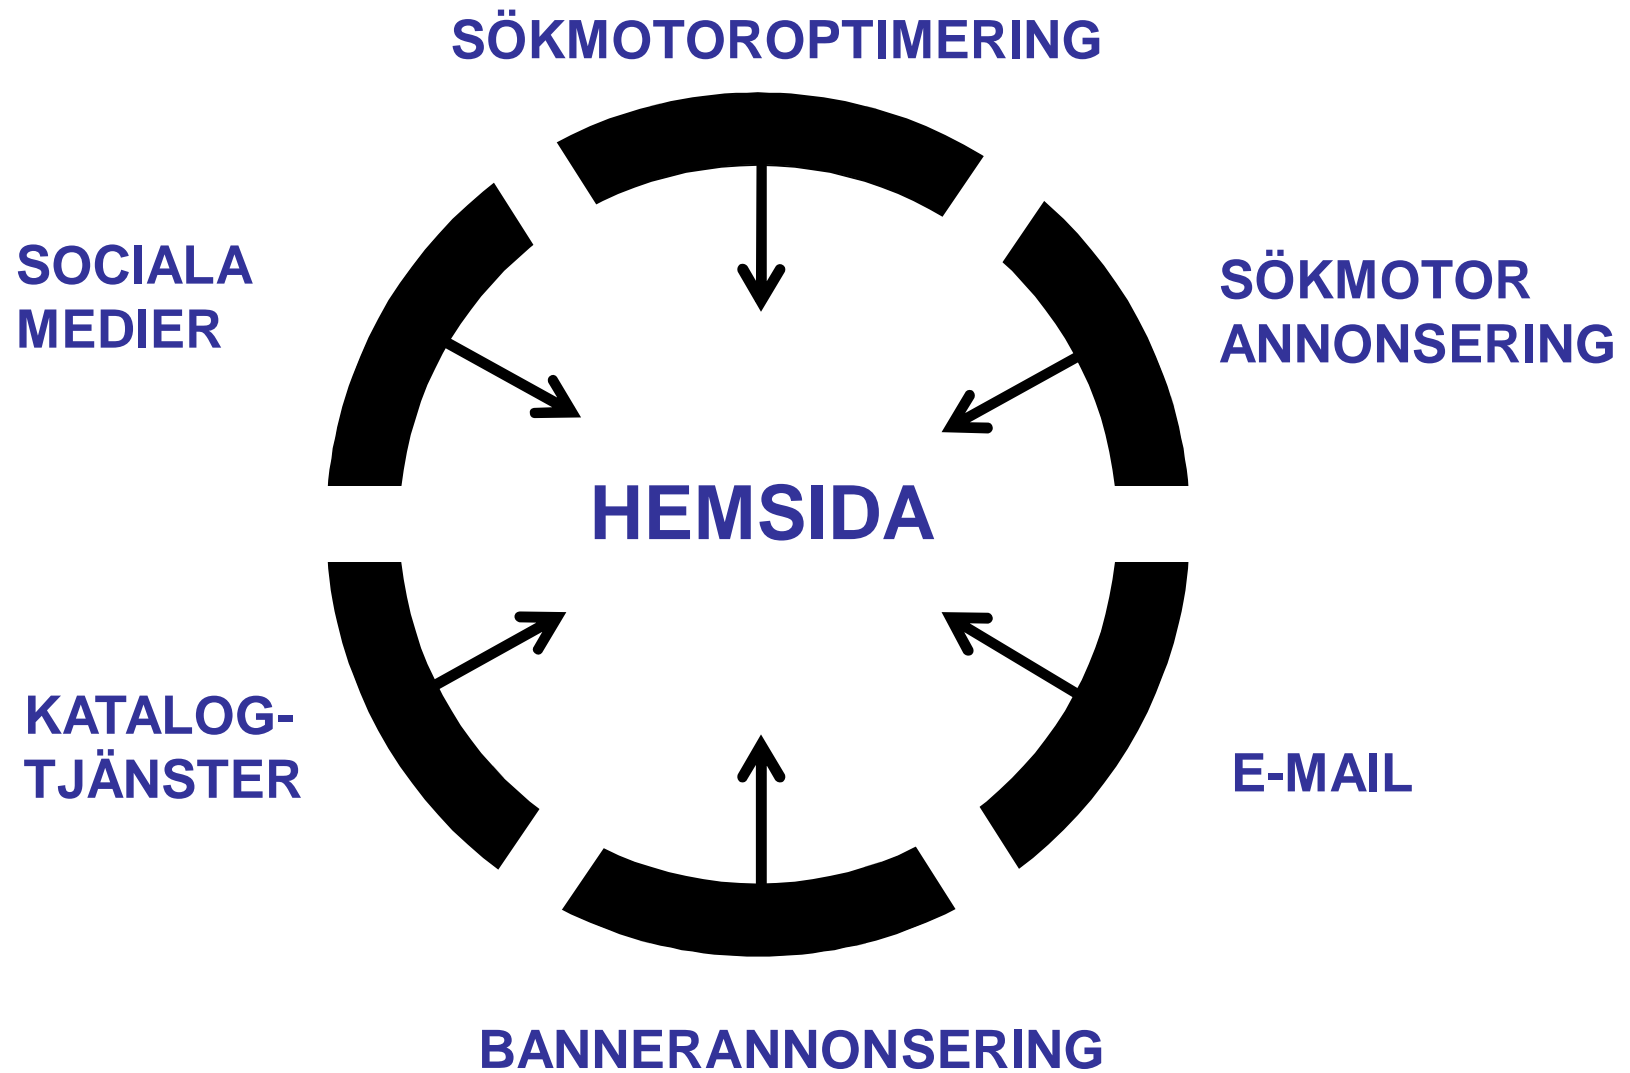 SÖKMOTOROPTIMERING
SOCIALA
MEDIER
SÖKMOTOR
ANNONSERING
HEMSIDA
KATALOG-
TJÄNSTER
E-MAIL
BANNERANNONSERING